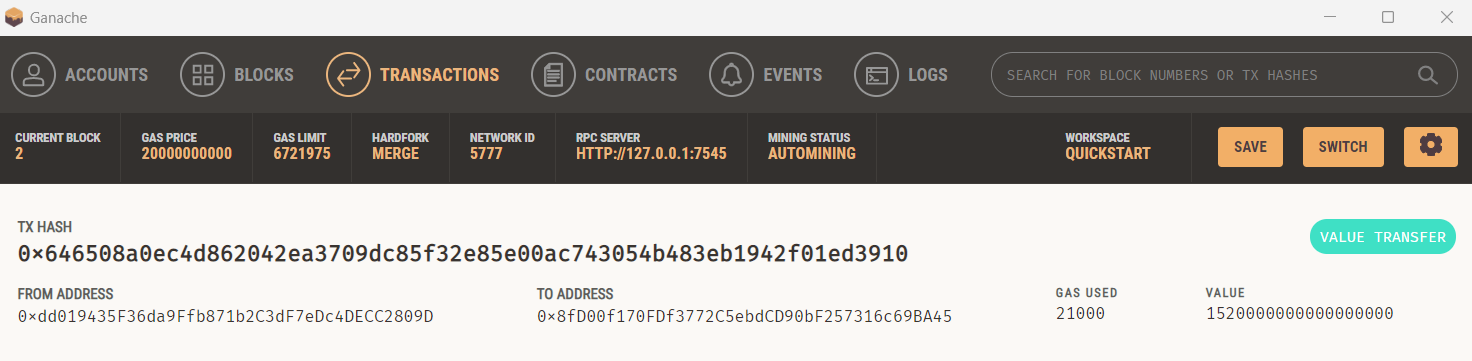 Ganache
ACCOUNTS BLOCKS TRANSACTIONS CONTRACTS EVENTS LOGS SEARCH FOR BLOCK NUMBERS OR TX HASHES
CURRENT BLOCK GAS PRICE GAS LIMIT HARDFORK NETWORK ID RPC SERVER MINING STATUS WORKSPACE
2 20000000000 6721975 MERGE 5777 HTTP://127.0.0.1:7545 AUTOMINING QUICKSTART SAVE SWITCH
TX HASH
0×646508a0ec4d862042ea3709dc85f32e85e00ac743054b483eb1942f01ed3910 VALUE TRANSFER
FROM ADDRESS TO ADDRESS GAS USED VALUE
0×dd019435F36da9Ffb871b2C3dF7eDc4DECC2809D 0×8fD00f170FDf3772C5ebdCD90bF257316c69BA45 21000 1520000000000000000